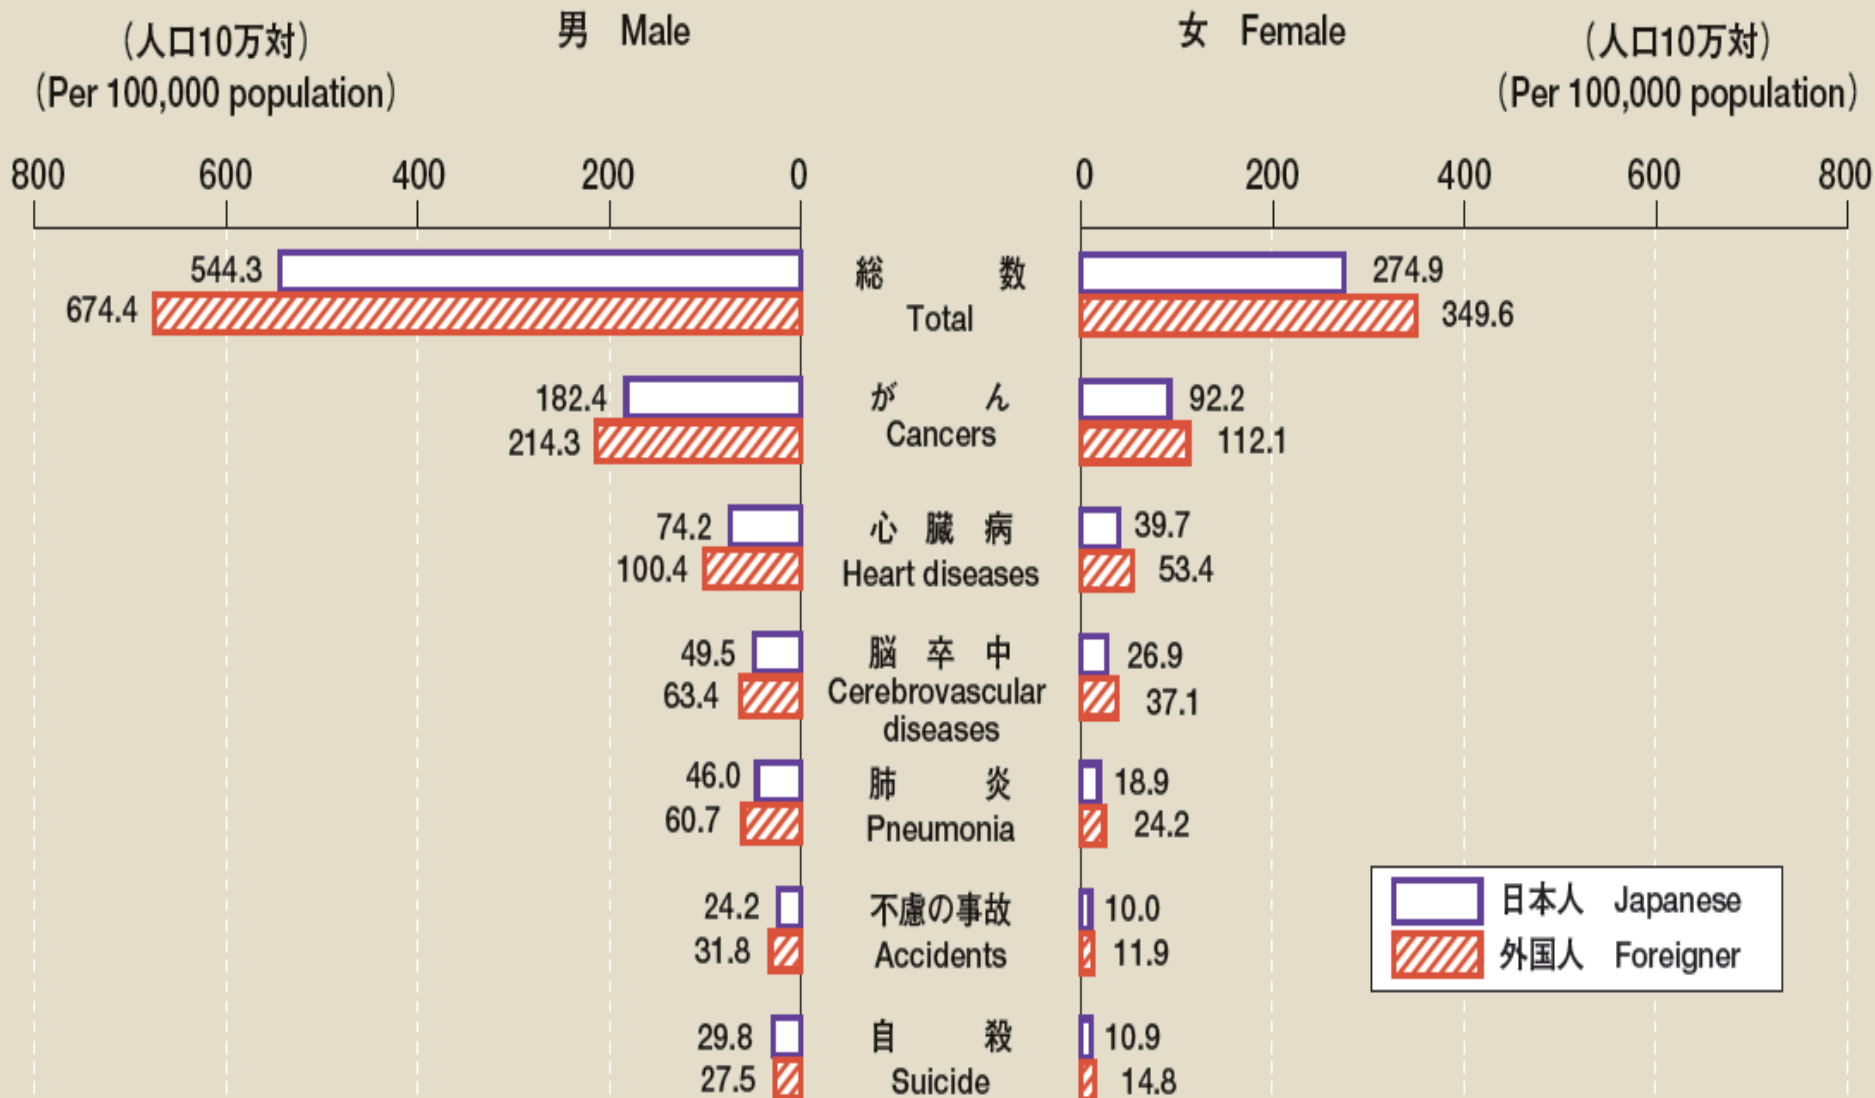 男 Male
女 Female
(人口10万対)
(Per 100,000 population)
(人口10万対)
(Per 100,000 population)
800 600 400 200 0
0 200 400 600 800
544.3 総数 274.9
674.4 Total 349.6
182.4 がん 92.2
214.3 Cancers 112.1
74.2 心臓病 39.7
100.4 Heart diseases 53.4
49.5 脳卒中 26.9
63.4 Cerebrovascular 37.1
diseases
46.0 肺炎 18.9
60.7 Pneumonia 24.2
24.2 不慮の事故 10.0
31.8 Accidents 11.9
29.8 自殺 10.9
27.5 Suicide 14.8
日本人 Japanese
外国人 Foreigner